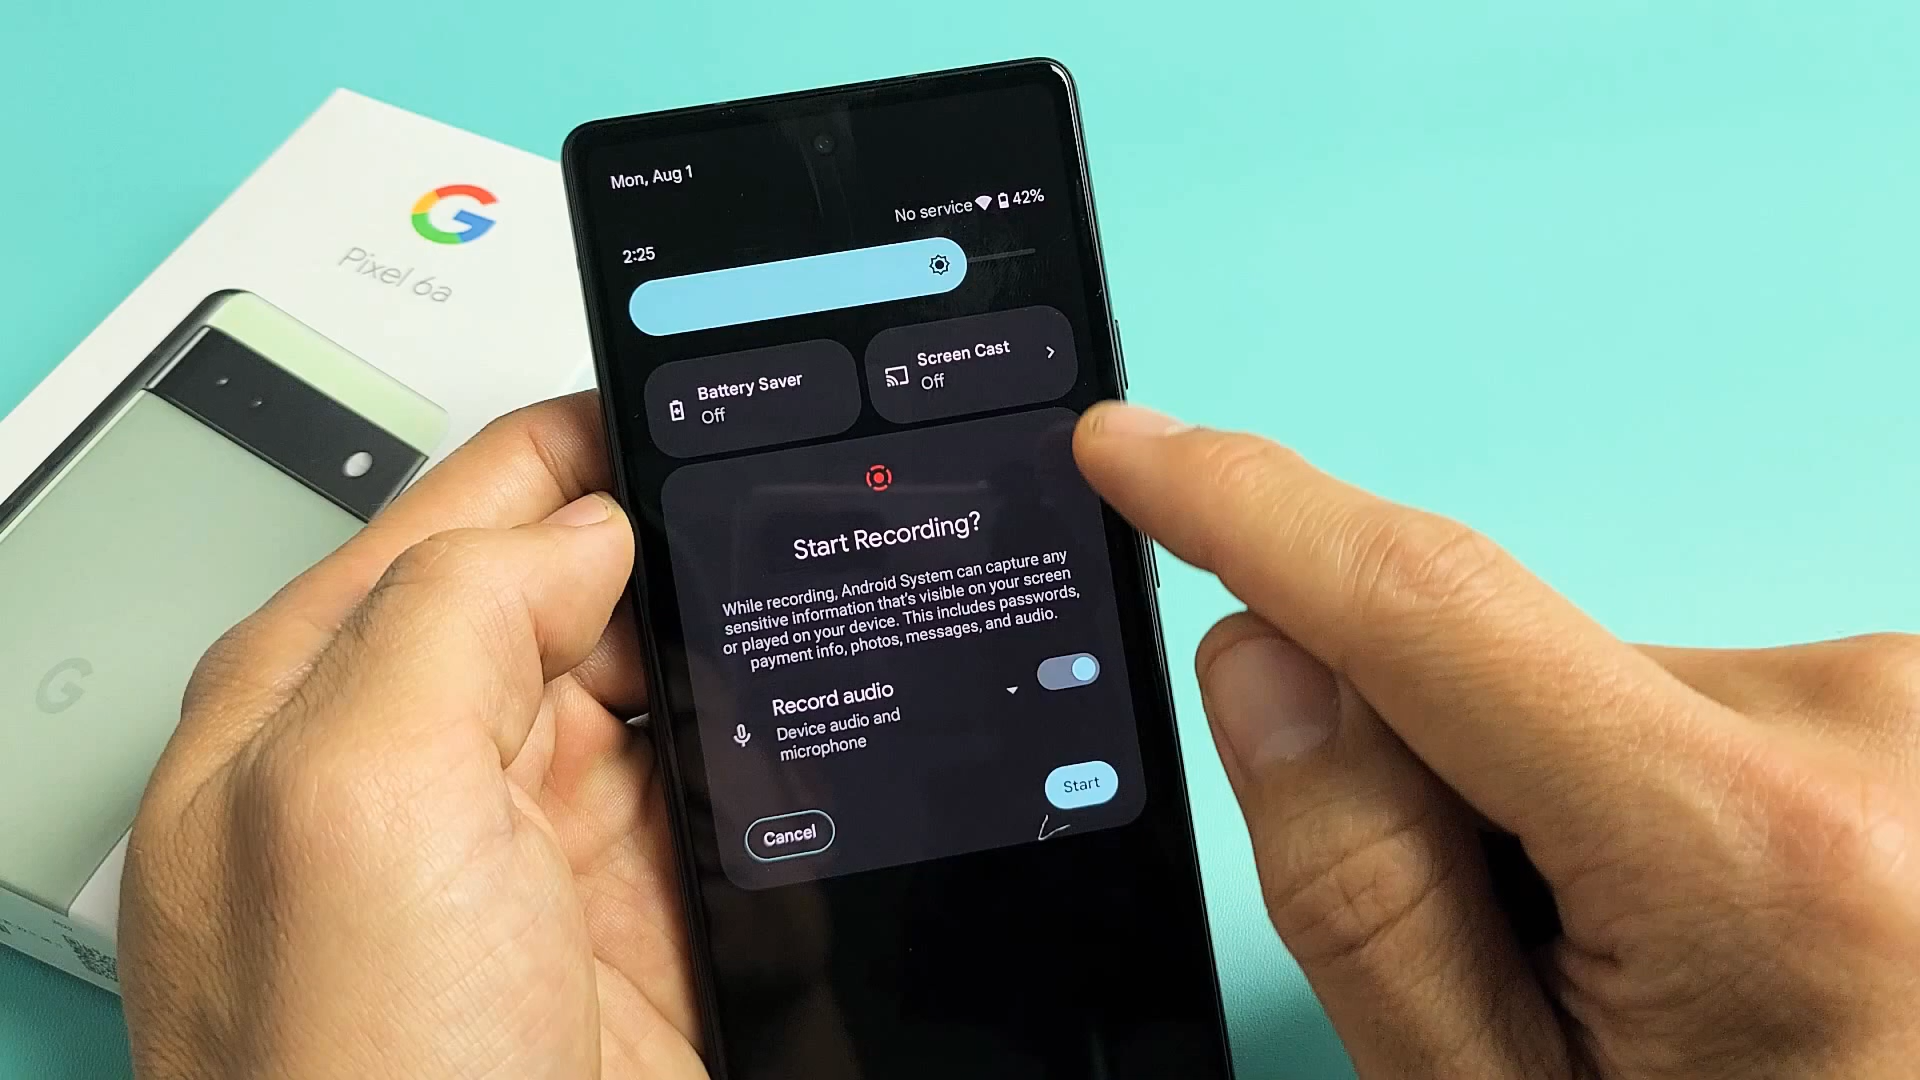 Pixel 6a
Mon, Aug 1
No service 42%
2:25
Battery Saver
Off
Screen Cast
Off
Start Recording?
While recording, Android System can capture any
sensitive information that's visible on your screen
or played on your device. This includes passwords,
payment info, photos, messages, and audio.
Record audio
Device audio and
microphone
Start
Cancel